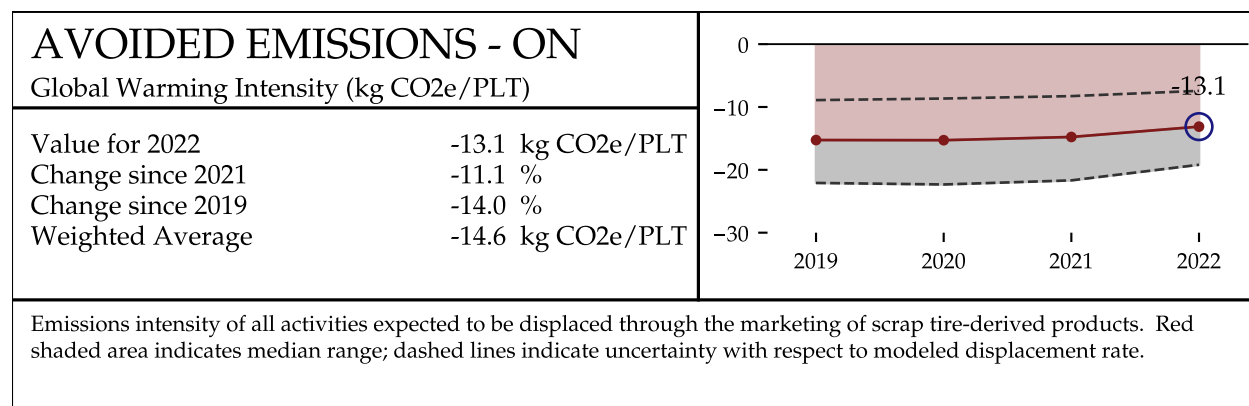 AVOIDED EMISSIONS - ON
Global Warming Intensity (kg CO2e/PLT)
Value for 2022 -13.1 kg CO2e/PLT
Change since 2021 -11.1 %
Change since 2019 -14.0 %
Weighted Average -14.6 kg CO2e/PLT
0
−10
−20
−30
-13.1
2019 2020 2021 2022
Emissions intensity of all activities expected to be displaced through the marketing of scrap tire-derived products. Red
shaded area indicates median range; dashed lines indicate uncertainty with respect to modeled displacement rate.